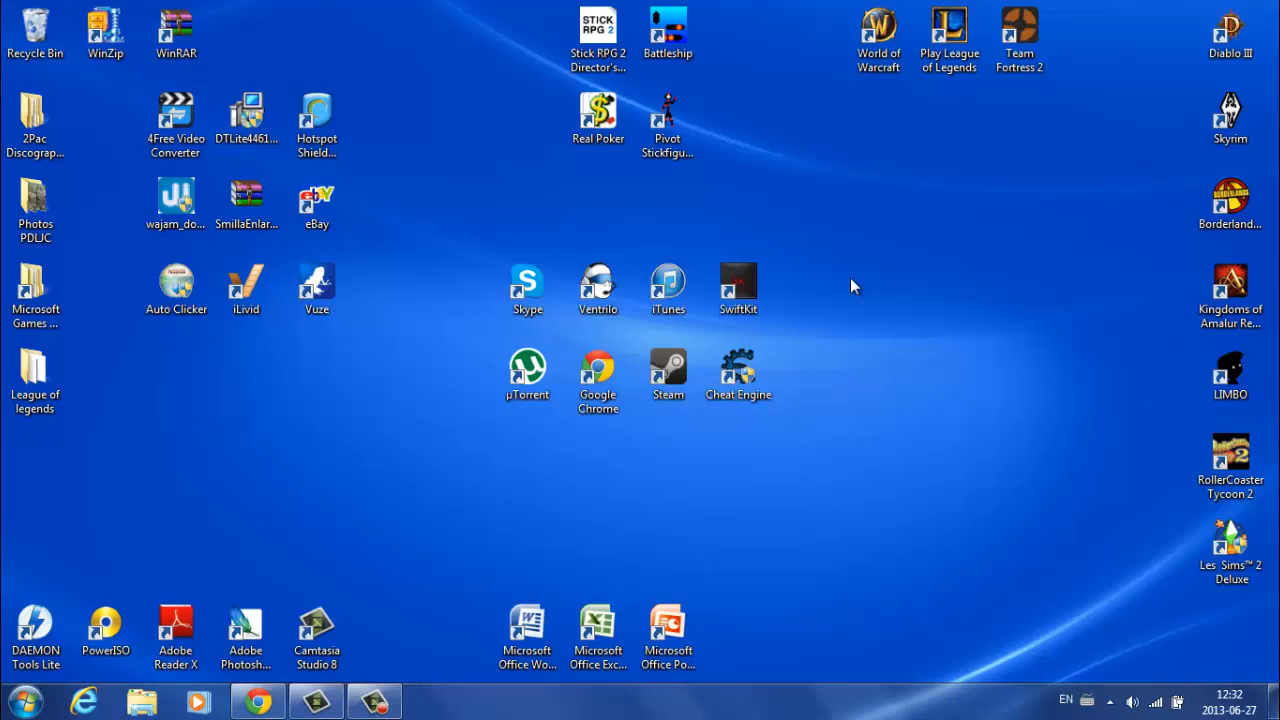 Recycle Bin
WinZip
WinRAR
STICK
RPG 2
Stick RPG 2
Director's...
Battleship
World of
Warcraft
Play League
of Legends
Team
Fortress 2
Diablo III
2Pac
Discograp...
4Free Video
Converter
DTLite4461...
Hotspot
Shield...
Real Poker
Pivot
Stickfigu...
Skyrim
Photos
PDLJC
wajam_do...
SmillaEnlar...
eBay
BORDERLANDS
Borderland...
Microsoft
Games ...
Auto Clicker
iLivid
Vuze
Skype
Ventrilo
iTunes
SwiftKit
Kingdoms of
Amalur Re...
League of
legends
µTorrent
Google
Chrome
Steam
Cheat Engine
LIMBO
RollerCoaster
Tycoon 2
Les Sims™ 2
Deluxe
DAEMON
Tools Lite
PowerISO
Adobe
Reader X
Adobe
Photosh...
Camtasia
Studio 8
Microsoft
Office Wo...
Microsoft
Office Exc...
Microsoft
Office Po...
EN
12:32
2013-06-27